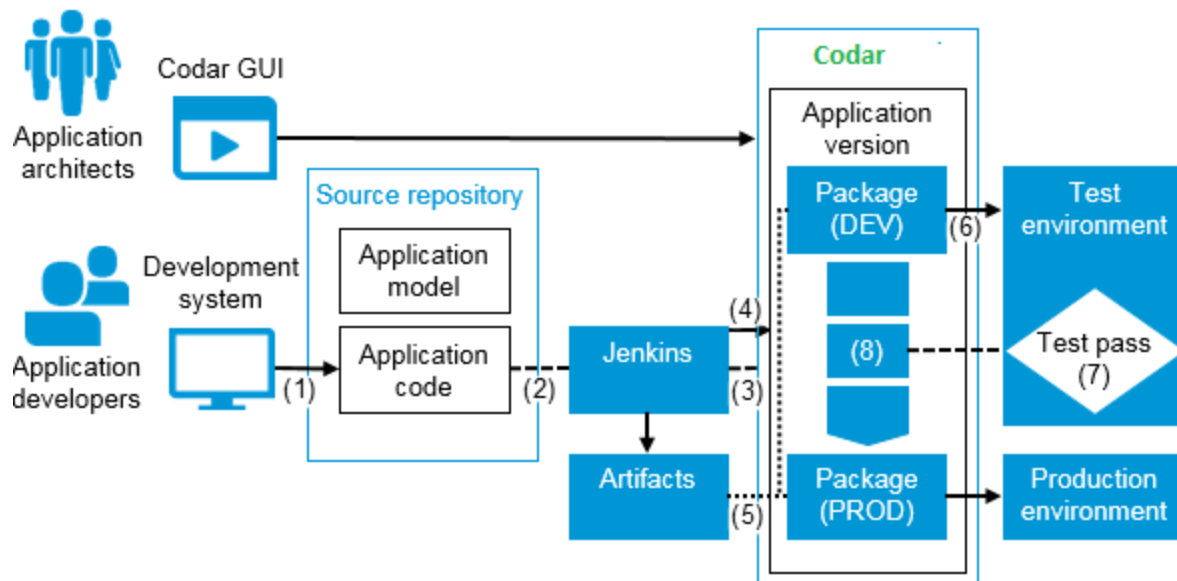 Codar
Codar GUI
Application
architects
Application
version
Source repository
Package
(DEV)
(6)
Test
environment
Application
model
Development
system
Application
developers
(1)
Application
code
(2)
Jenkins
(4)
(3)
(8)
Test pass
(7)
Artifacts
(5)
Package
(PROD)
Production
environment